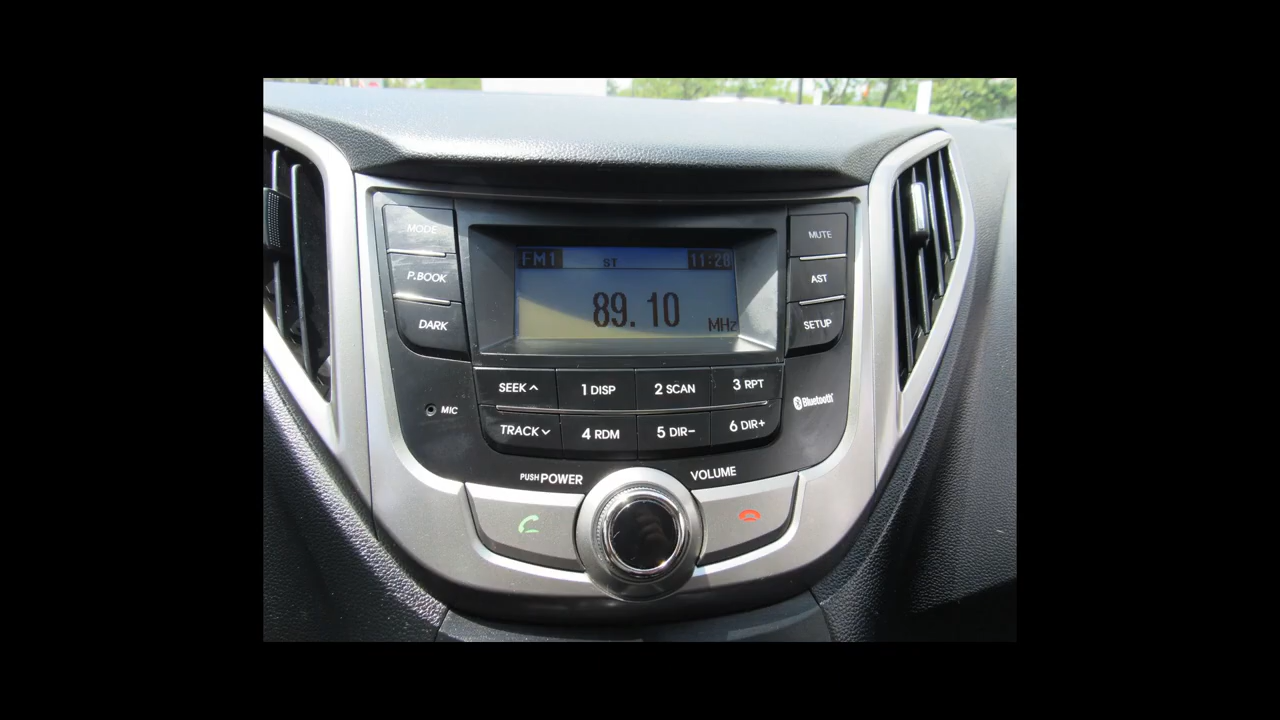 MODE
P.BOOK
DARK
FM1 ST 11:20
89.10 MHz
MUTE
AST
SETUP
SEEK 1 DISP 2 SCAN 3 RPT
TRACK 4 RDM 5 DIR- 6 DIR+
MIC
Bluetooth
PUSH POWER
VOLUME